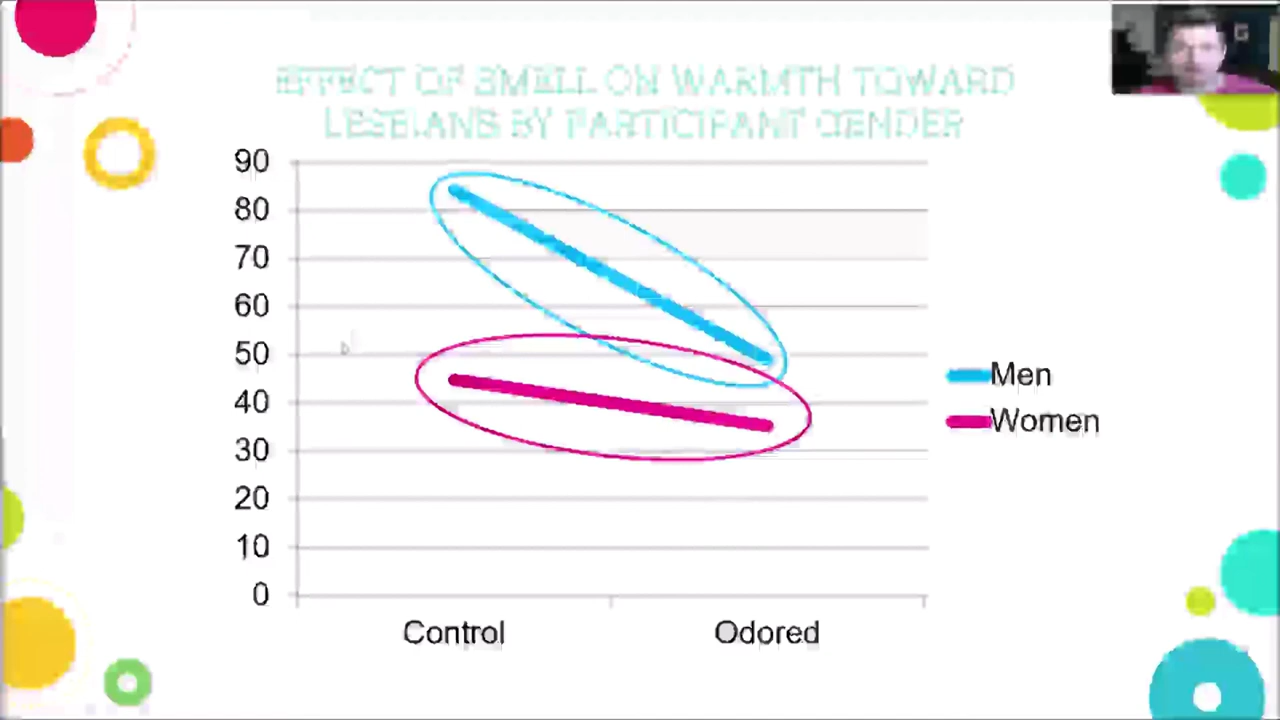 EFFECT OF SMELL ON WARMTH TOWARD
LESBIANS BY PARTICIPANT GENDER
90
80
70
60
50
40
30
20
10
0
Control
Odored
Men
Women